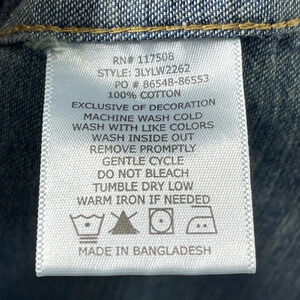 RN# 117508
STYLE: 3LYLW2262
PO # 86548-86553
100% COTTON
EXCLUSIVE OF DECORATION
MACHINE WASH COLD
WASH WITH LIKE COLORS
WASH INSIDE OUT
REMOVE PROMPTLY
GENTLE CYCLE
DO NOT BLEACH
TUMBLE DRY LOW
WARM IRON IF NEEDED
MADE IN BANGLADESH